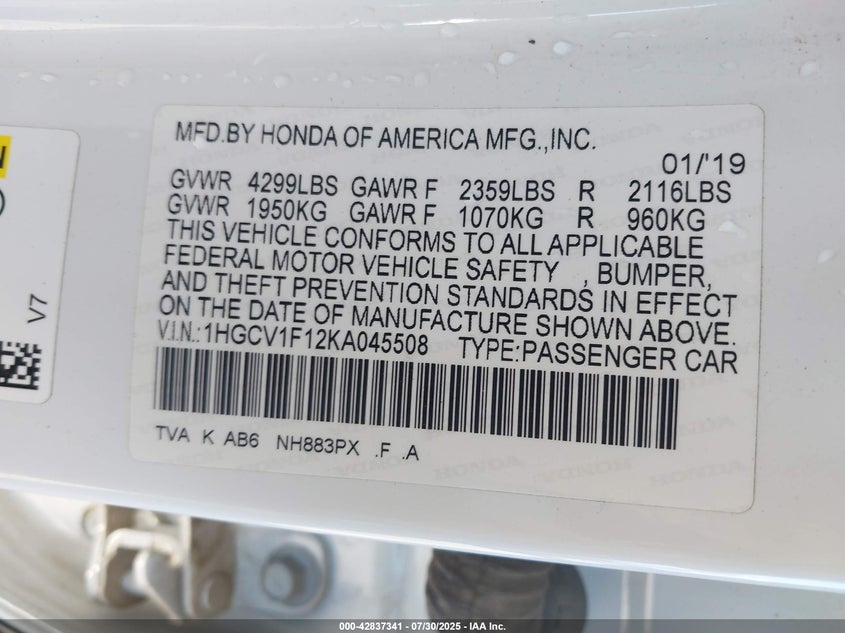 MFD.BY HONDA OF AMERICA MFG.,INC.
01/'19
GVWR 4299LBS GAWR F 2359LBS R 2116LBS
GVWR 1950KG GAWR F 1070KG R 960KG
THIS VEHICLE CONFORMS TO ALL APPLICABLE
FEDERAL MOTOR VEHICLE SAFETY , BUMPER,
AND THEFT PREVENTION STANDARDS IN EFFECT
ON THE DATE OF MANUFACTURE SHOWN ABOVE.
V.I.N.:1HGCV1F12KA045508 TYPE:PASSENGER CAR
TVA K AB6 NH883PX .F .A
V7
000-42837341 / 07/30/2025 - IAA Inc.